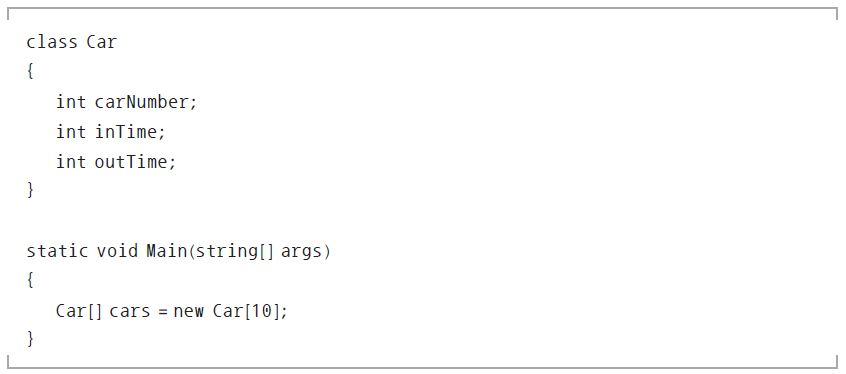 class Car
{
int carNumber;
int inTime;
int outTime;
}
static void Main(string[] args)
{
Car[] cars = new Car[10];
}